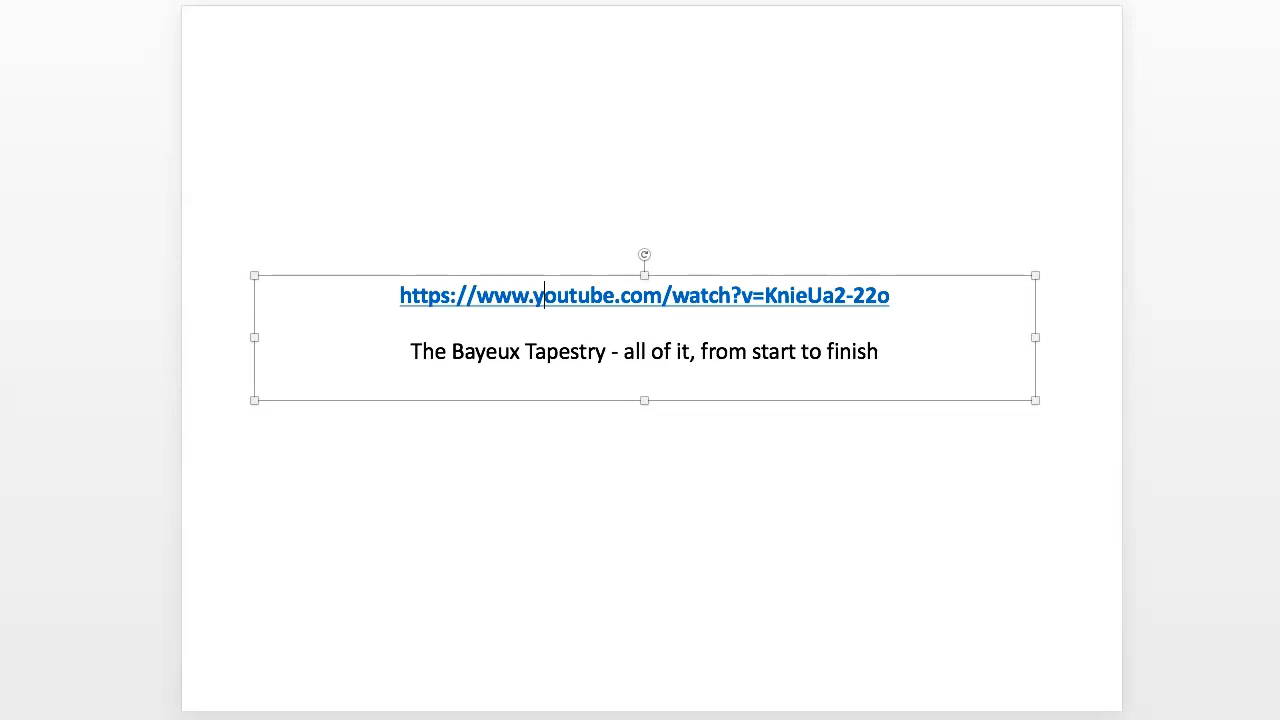 https://www.youtube.com/watch?v=KnieUa2-22o
The Bayeux Tapestry - all of it, from start to finish